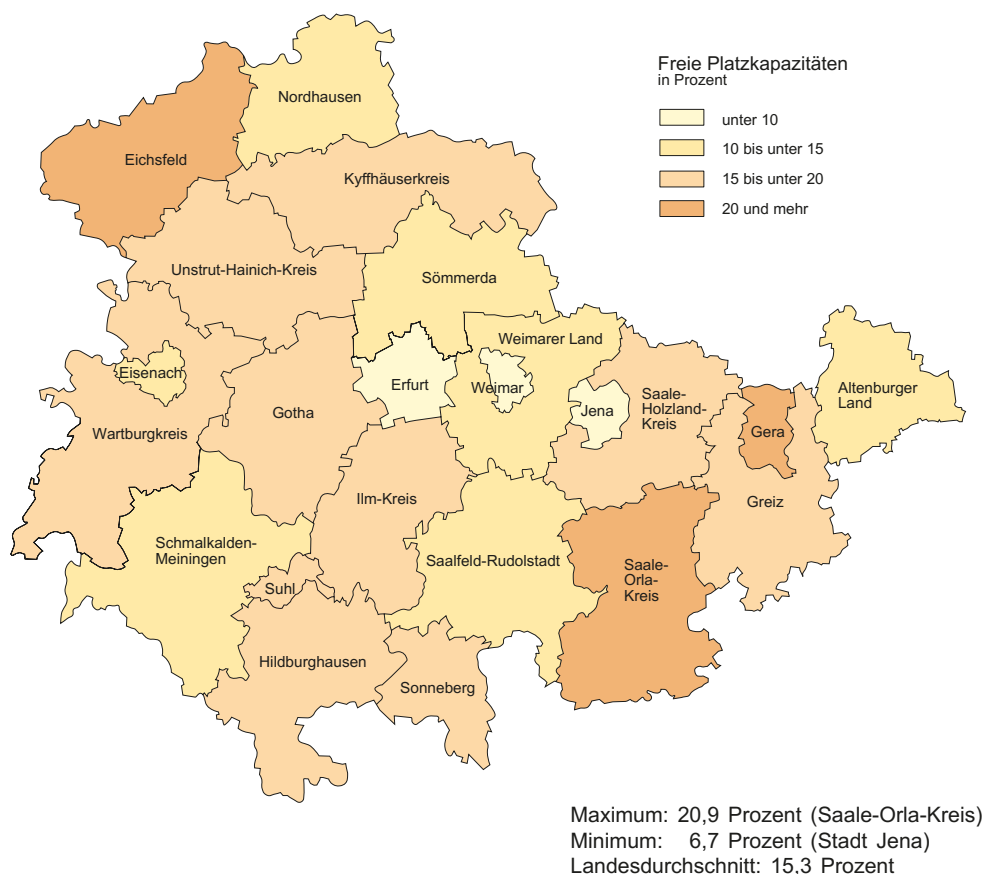 Freie Platzkapazitäten
in Prozent
unter 10
10 bis unter 15
15 bis unter 20
20 und mehr
Nordhausen
Eichsfeld
Kyffhäuserkreis
Unstrut-Hainich-Kreis
Sömmerda
Weimarer Land
Eisenach
Erfurt
Weimar
Altenburger
Land
Saale-
Holzland-
Kreis
Jena
Gotha
Wartburgkreis
Gera
Ilm-Kreis
Greiz
Schmalkalden-
Meiningen
Saalfeld-Rudolstadt
Saale-
Orla-
Kreis
Suhl
Hildburghausen
Sonneberg
Maximum: 20,9 Prozent (Saale-Orla-Kreis)
Minimum: 6,7 Prozent (Stadt Jena)
Landesdurchschnitt: 15,3 Prozent